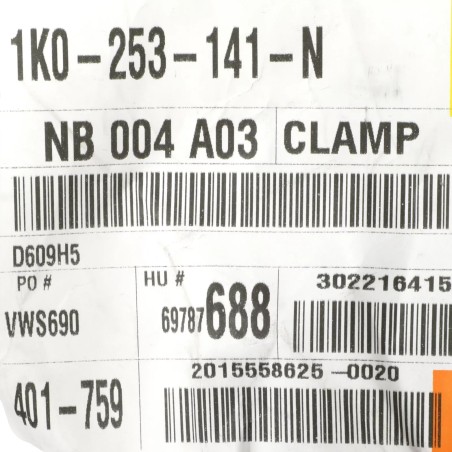 1K0-253-141-N
NB 004 A03 CLAMP
D609H5
PO #
VWS690
HU #
69787688
302216415
401-759
2015558625-0020